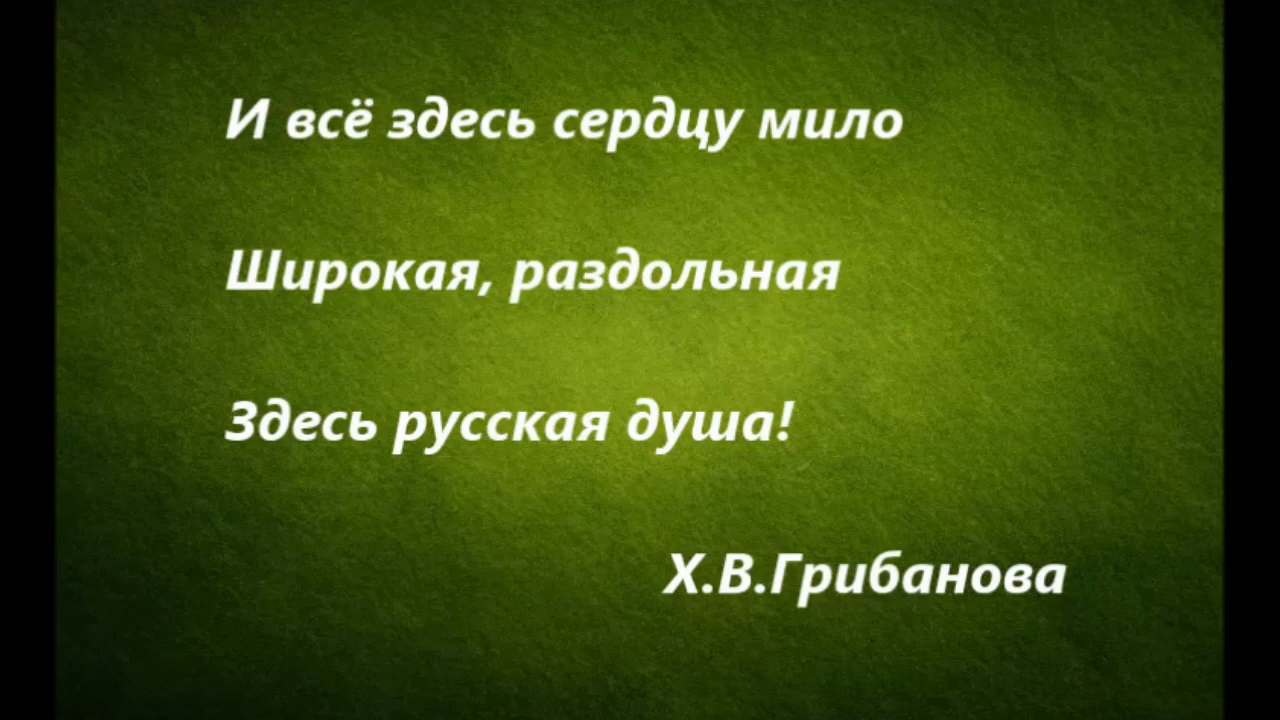 И всё здесь сердцу мило
Широкая, раздольная
Здесь русская душа!
Х.В.Грибанова